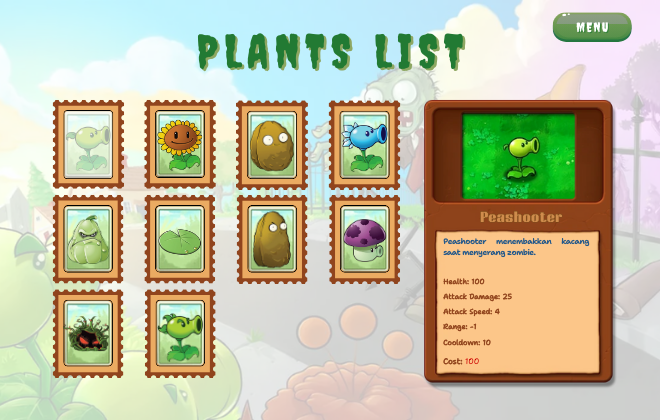 PLANTS LIST
MENU
Peashooter
Peashooter menembakkan kacang
saat menyerang zombie.
Health: 100
Attack Damage: 25
Attack Speed: 4
Range: -1
Cooldown: 10
Cost: 100